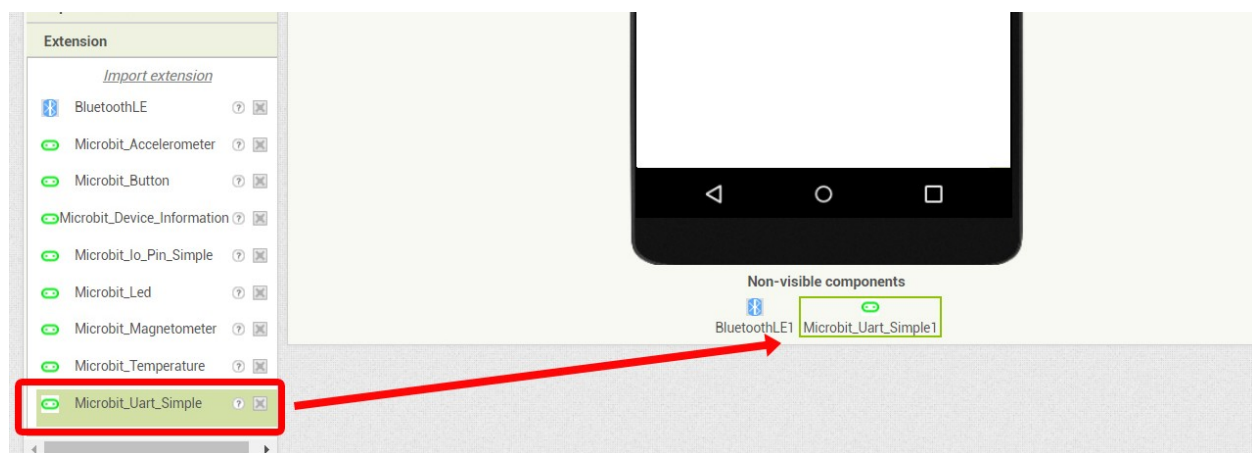 Extension
Import extension
BluetoothLE
Microbit_Accelerometer
Microbit_Button
Microbit_Device_Information
Microbit_Io_Pin_Simple
Microbit_Led
Microbit_Magnetometer
Microbit_Temperature
Microbit_Uart_Simple
Non-visible components
BluetoothLE1
Microbit_Uart_Simple1